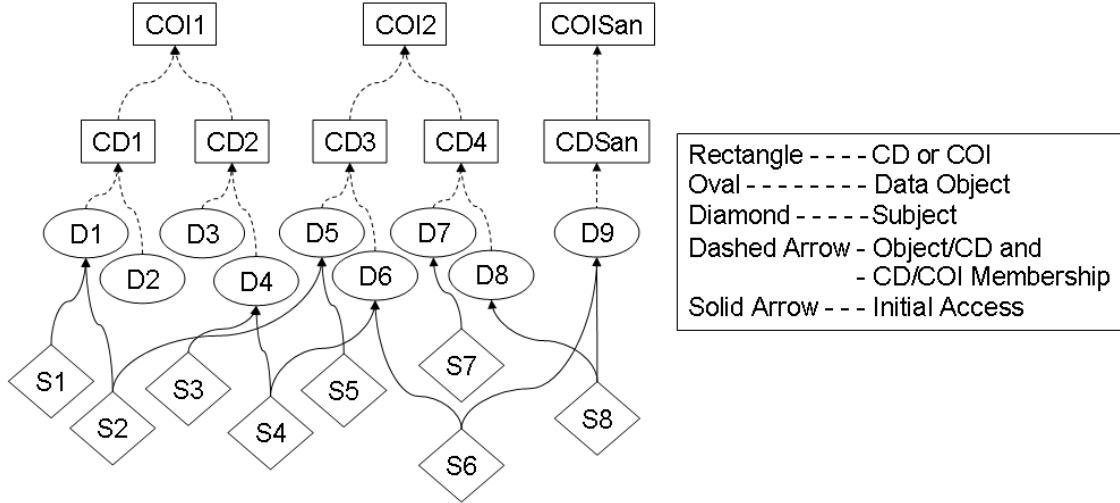 COI1 COI2 COISan
CD1 CD2 CD3 CD4 CDSan
D1 D3 D5 D7 D9
D2 D4 D6 D8
S1 S3 S5 S7
S2 S4 S6 S8
Rectangle - - - - CD or COI
Oval - - - - - - - - Data Object
Diamond - - - - - Subject
Dashed Arrow - Object/CD and
- CD/COI Membership
Solid Arrow - - - Initial Access